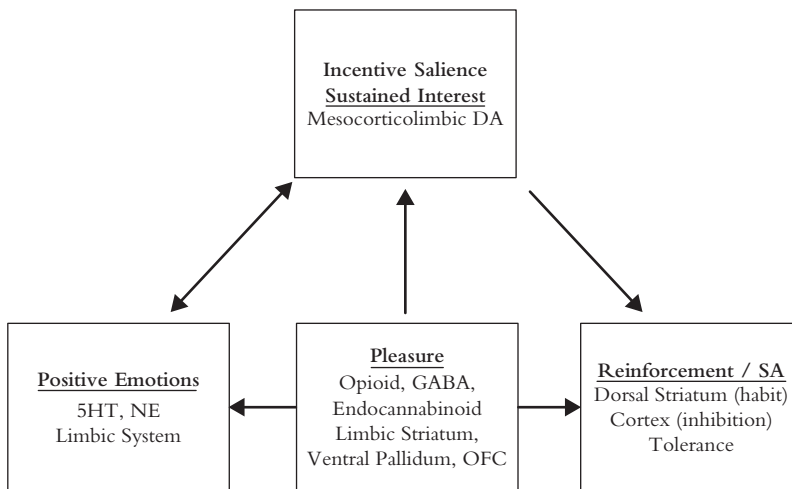 Incentive Salience
Sustained Interest
Mesocorticolimbic DA
Positive Emotions
5HT, NE
Limbic System
Pleasure
Opioid, GABA,
Endocannabinoid
Limbic Striatum,
Ventral Pallidum, OFC
Reinforcement / SA
Dorsal Striatum (habit)
Cortex (inhibition)
Tolerance